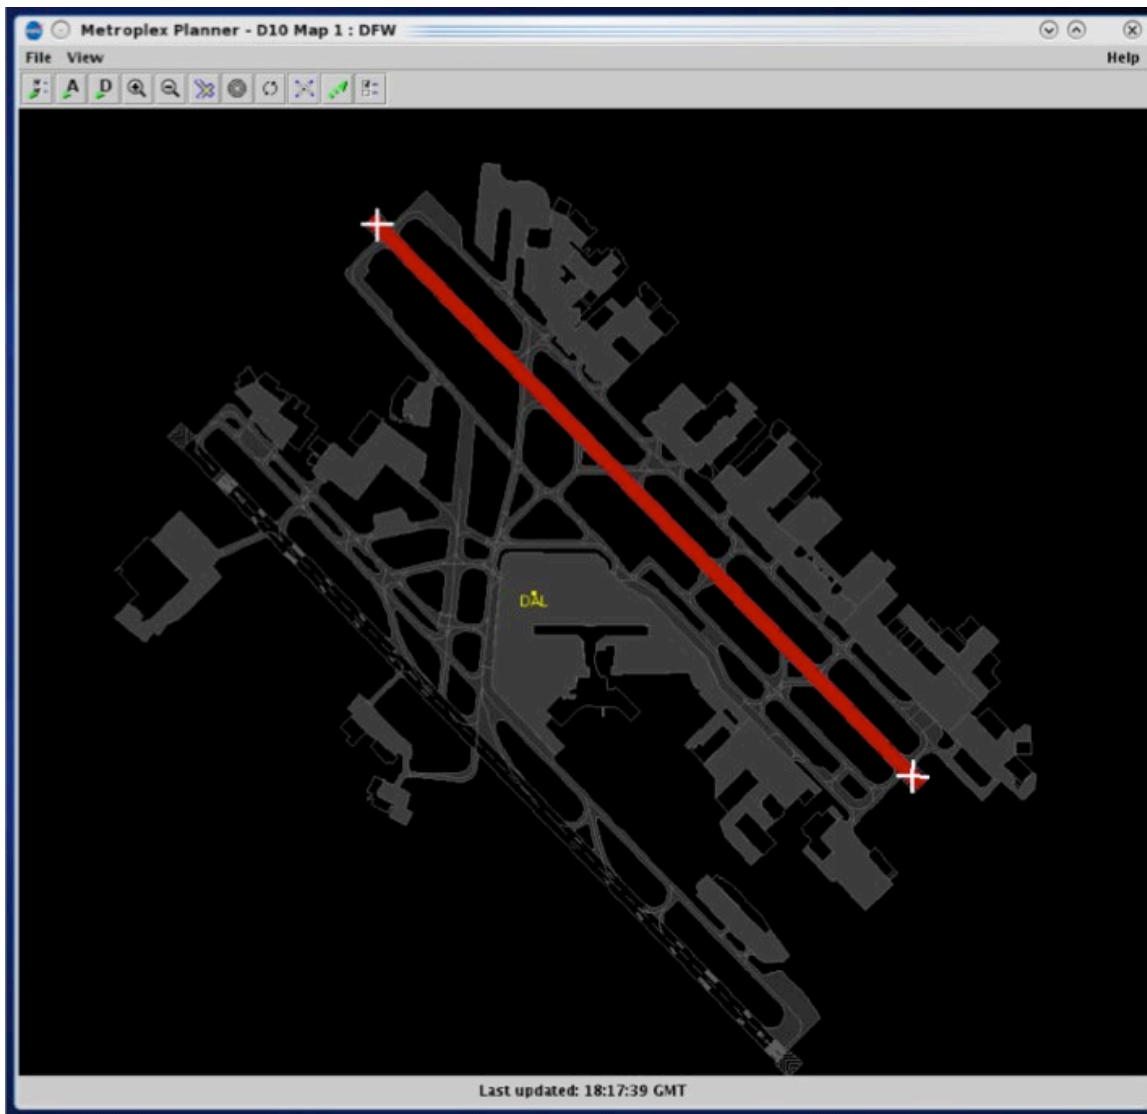 Metroplex Planner - D10 Map 1 : DFW
File View Help
A D
DAL
Last updated: 18:17:39 GMT